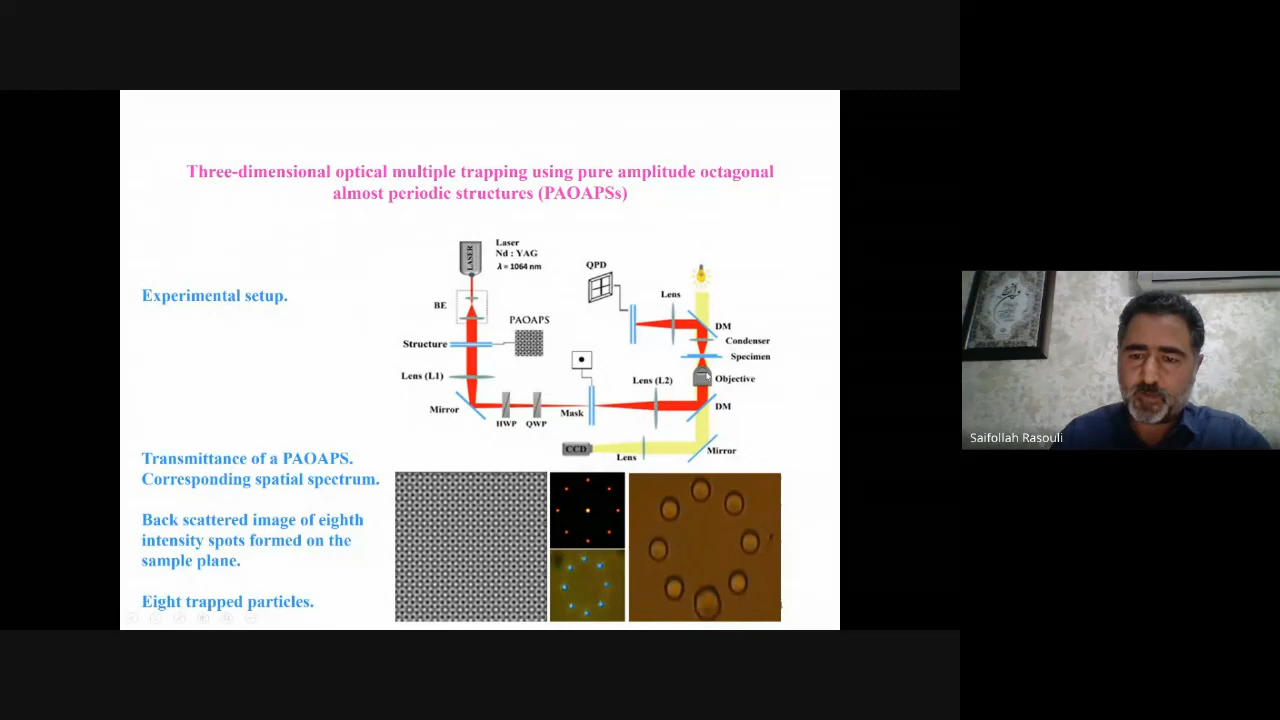 Three-dimensional optical multiple trapping using pure amplitude octagonal
almost periodic structures (PAOAPSs)
Experimental setup.
Laser
Nd : YAG
λ = 1064 nm
LASER
BE
PAOAPS
Structure
Lens (L1)
Mirror
HWP
QWP
Mask
QPD
Lens
DM
Condenser
Specimen
Objective
Lens (L2)
DM
CCD
Lens
Mirror
Transmittance of a PAOAPS.
Corresponding spatial spectrum.
Back scattered image of eighth
intensity spots formed on the
sample plane.
Eight trapped particles.
Saifollah Rasouli